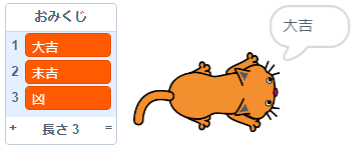 おみくじ
1 大吉
2 末吉
3 凶
+ 長さ 3 =
大吉